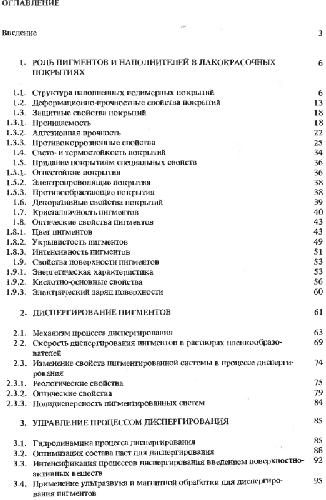 ОГЛАВЛЕНИЕ
Введение 3
1. РОЛЬ ПИГМЕНТОВ И НАПОЛНИТЕЛЕЙ В ЛАКОКРАСОЧНЫХ 6
ПОКРЫТИЯХ
1.1. Структура наполненных полимерных покрытий 6
1.2. Деформационно-прочностные свойства покрытий 13
1.3. Защитные свойства покрытий 18
1.3.1. Проницаемость 18
1.3.2. Адгезионная прочность 22
1.3.3. Противокоррозионные свойства 25
1.4. Свето- и термостойкость покрытий 34
1.5. Придание покрытиям специальных свойств 36
1.5.1. Огнестойкие покрытия 36
1.5.2. Электропроводящие покрытия 38
1.5.3. Противообрастающие покрытия 38
1.6. Декоративные свойства покрытий 39
1.7. Кристалличность пигментов 40
1.8. Оптические свойства пигментов 43
1.8.1. Цвет пигментов 43
1.8.2. Укрывистость пигментов 49
1.8.3. Интенсивность пигментов 51
1.9. Свойства поверхности пигментов 53
1.9.1. Энергетическая характеристика 53
1.9.2. Кислотно-основные свойства 56
1.9.3. Электрический заряд поверхности 60
2. ДИСПЕРГИРОВАНИЕ ПИГМЕНТОВ 61
2.1. Механизм процесса диспергирования 63
2.2. Скорость диспергирования пигментов в растворах пленкообразо- 69
вателей
2.3. Изменение свойств пигментированной системы в процессе дисперги- 74
рования
2.3.1. Реологические свойства 75
2.3.2. Оптические свойства 79
2.3.3. Полидисперсность пигментированных систем 84
3. УПРАВЛЕНИЕ ПРОЦЕССОМ ДИСПЕРГИРОВАНИЯ 85
3.1. Гидродинамика процесса диспергирования 85
3.2. Оптимизация состава паст для диспергирования 88
3.3. Интенсификация процессов диспергирования введением поверхностно- 92
активных веществ
3.4. Применение ультразвука и магнитной обработки для диспергиро- 95
вания пигментов